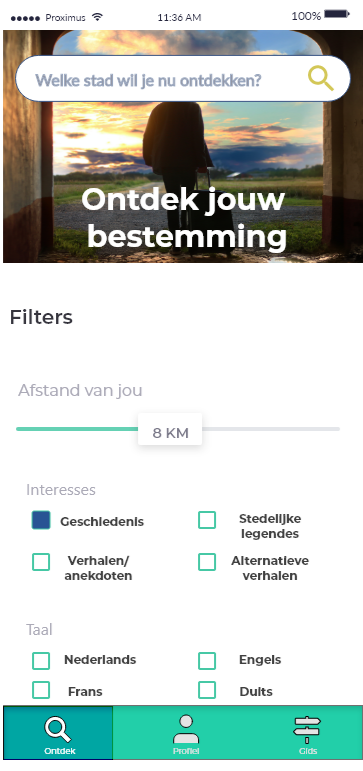 Proximus 11:36 AM 100%
Welke stad wil je nu ontdekken?
Ontdek jouw
bestemming
Filters
Afstand van jou
8 KM
Interesses
Geschiedenis
Stedelijke
legendes
Verhalen/
anekdoten
Alternatieve
verhalen
Taal
Nederlands Engels
Frans Duits
Ontdek Profiel Gids